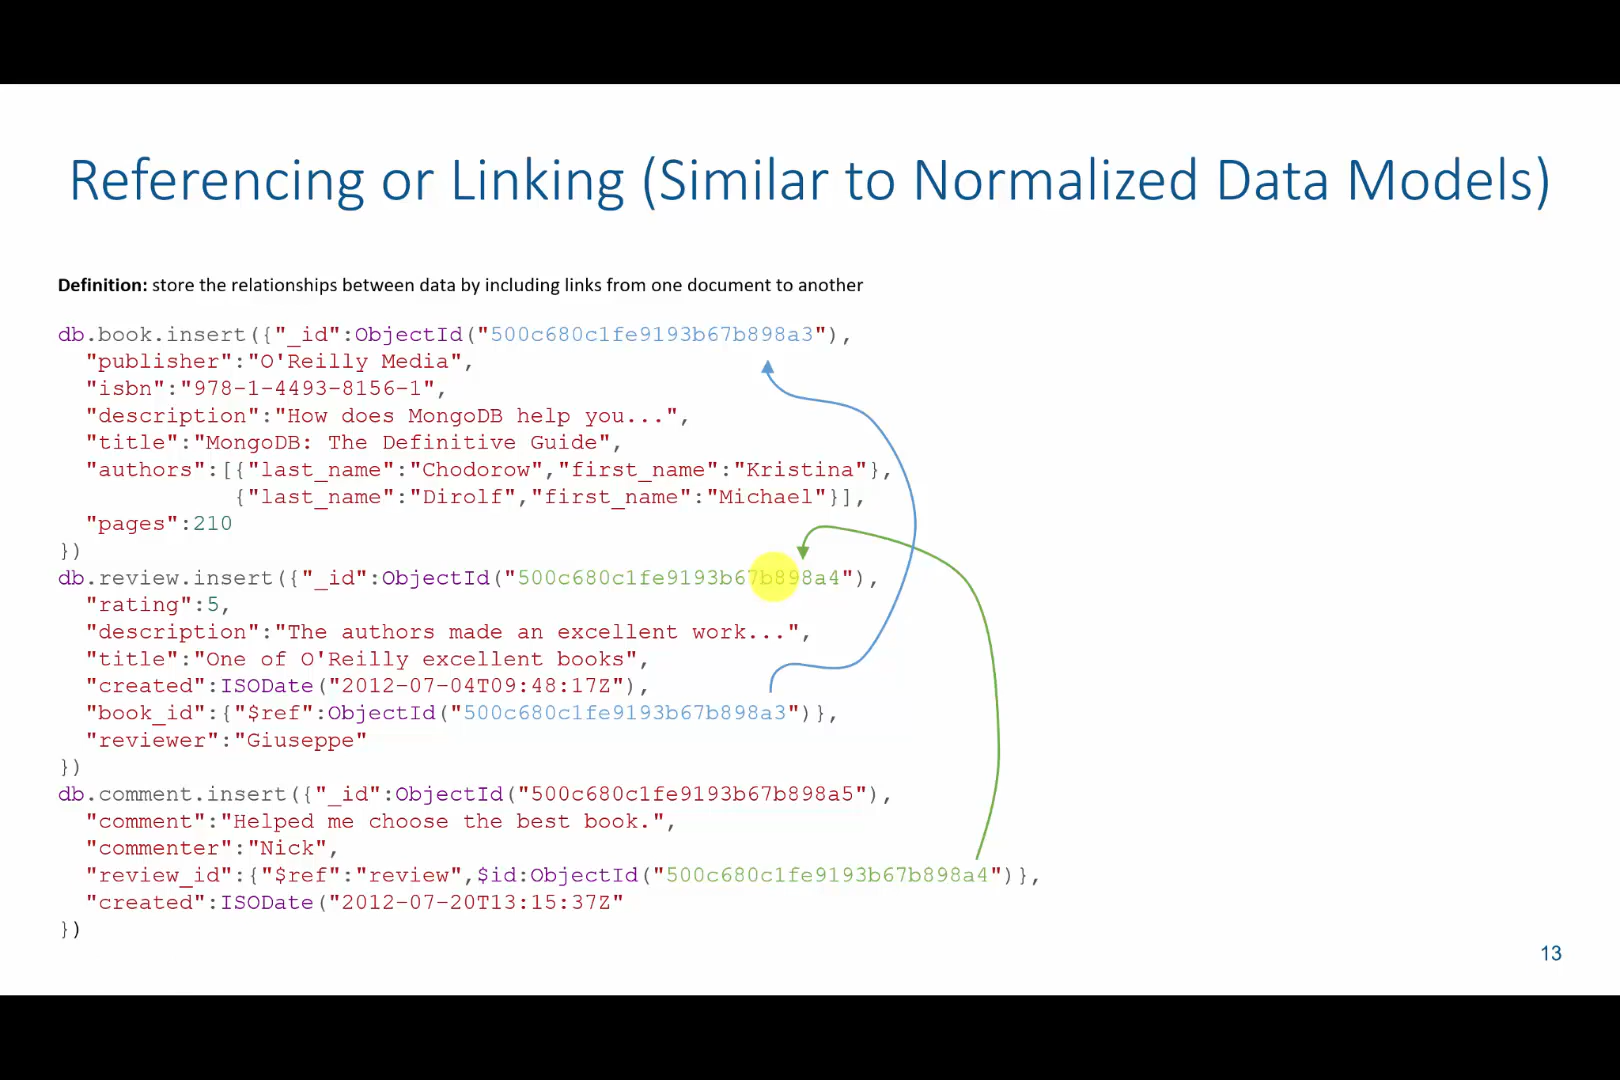 Referencing or Linking (Similar to Normalized Data Models)
Definition: store the relationships between data by including links from one document to another
db.book.insert({"_id":ObjectId("500c680c1fe9193b67b898a3"),
"publisher":"O'Reilly Media",
"isbn":"978-1-4493-8156-1",
"description":"How does MongoDB help you...",
"title":"MongoDB: The Definitive Guide",
"authors":[{"last_name":"Chodorow","first_name":"Kristina"},
{"last_name":"Dirolf","first_name":"Michael"}],
"pages":210
})
db.review.insert({"_id":ObjectId("500c680c1fe9193b67b898a4"),
"rating":5,
"description":"The authors made an excellent work...",
"title":"One of O'Reilly excellent books",
"created":ISODate("2012-07-04T09:48:17Z"),
"book_id":{"$ref":ObjectId("500c680c1fe9193b67b898a3")},
"reviewer":"Giuseppe"
})
db.comment.insert({"_id":ObjectId("500c680c1fe9193b67b898a5"),
"comment":"Helped me choose the best book.",
"commenter":"Nick",
"review_id":{"$ref":"review",$id:ObjectId("500c680c1fe9193b67b898a4")},
"created":ISODate("2012-07-20T13:15:37Z"
})
13